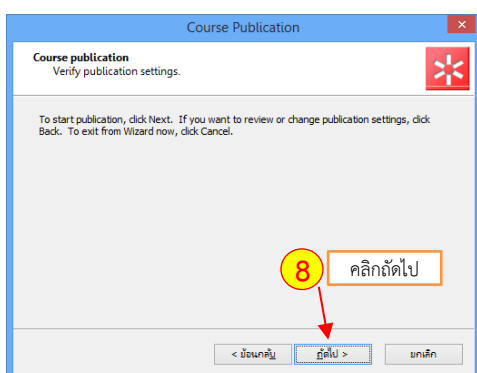 Course Publication
Course publication
Verify publication settings.
To start publication, click Next. If you want to review or change publication settings, click
Back. To exit from Wizard now, click Cancel.
8 คลิกถัดไป
< ย้อนกลับ ถัดไป > ยกเลิก